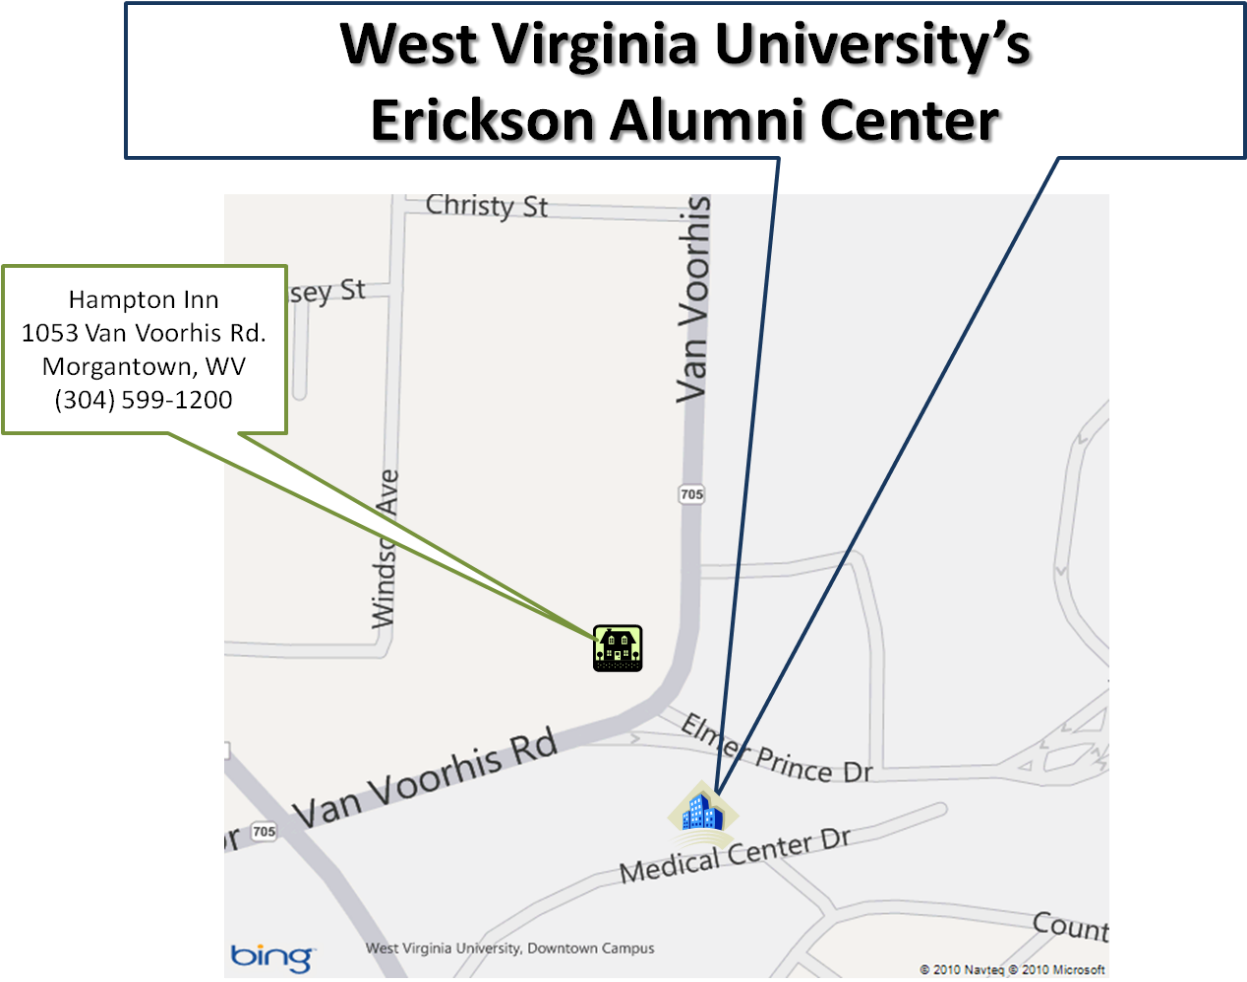 West Virginia University’s
Erickson Alumni Center
Christy St
Van Voorhis
sey St
Hampton Inn
1053 Van Voorhis Rd.
Morgantown, WV
(304) 599-1200
Ave
705
Elmer Prince Dr
Van Voorhis Rd
705
Medical Center Dr
Count
bing
West Virginia University, Downtown Campus
© 2010 Navteq © 2010 Microsoft